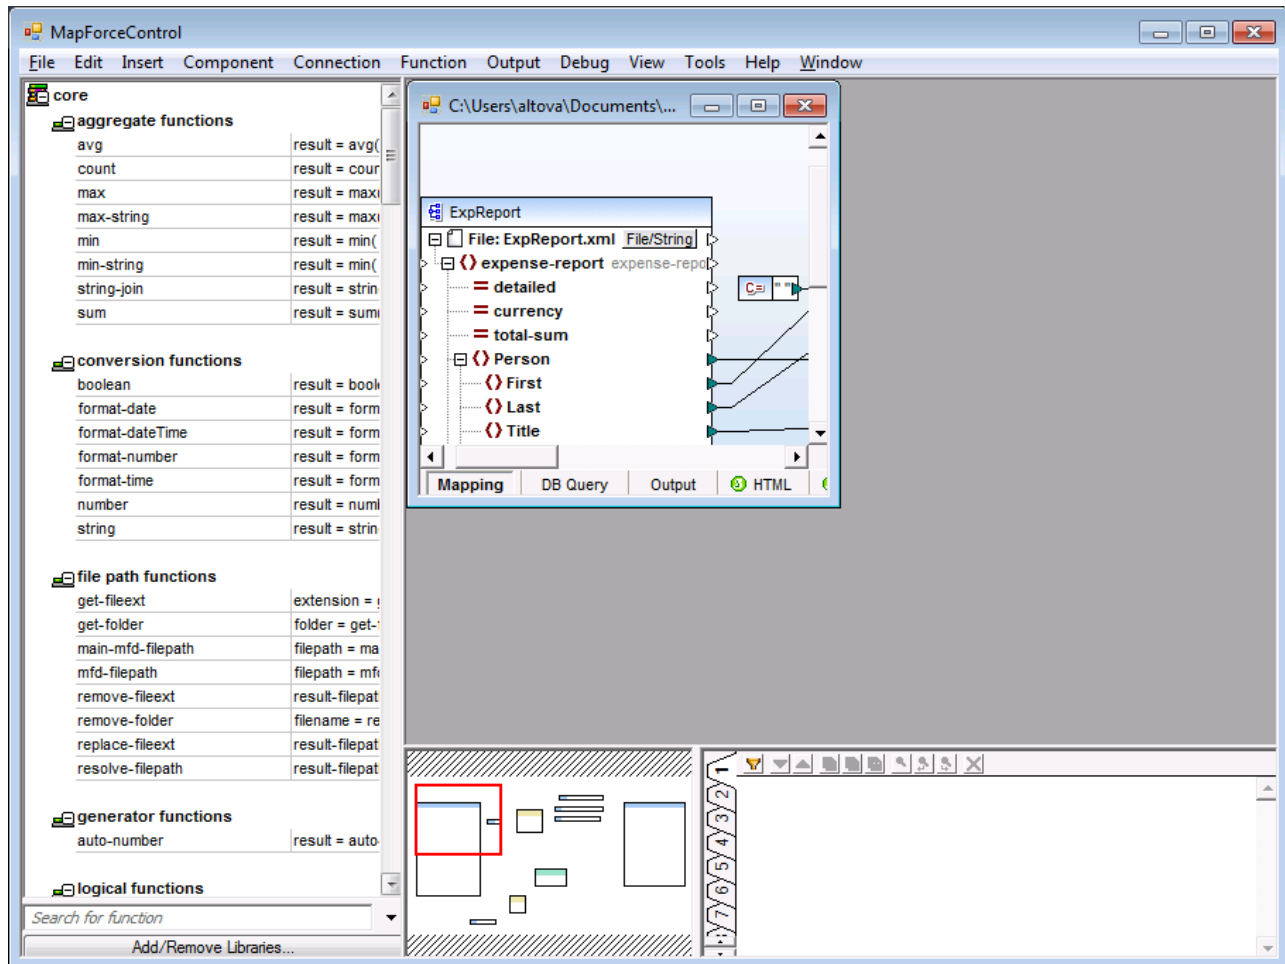 MapForceControl
File Edit Insert Component Connection Function Output Debug View Tools Help Window
core
aggregate functions
avg result = avg(
count result = coun
max result = max(
max-string result = max(
min result = min(
min-string result = min(
string-join result = strin
sum result = sum(
conversion functions
boolean result = boole
format-date result = form
format-dateTime result = form
format-number result = form
format-time result = form
number result = num
string result = strin
file path functions
get-fileext extension = g
get-folder folder = get-f
main-mfd-filepath filepath = ma
mfd-filepath filepath = mfd
remove-fileext result-filepat
remove-folder filename = re
replace-fileext result-filepat
resolve-filepath result-filepat
generator functions
auto-number result = auto-
logical functions
Search for function
Add/Remove Libraries...
C:\Users\altova\Documents\...
ExpReport
File: ExpReport.xml File/String
expense-report expense-repo
detailed
C= " "
currency
total-sum
Person
First
Last
Title
Mapping DB Query Output HTML
1
2
3
4
5
6
7